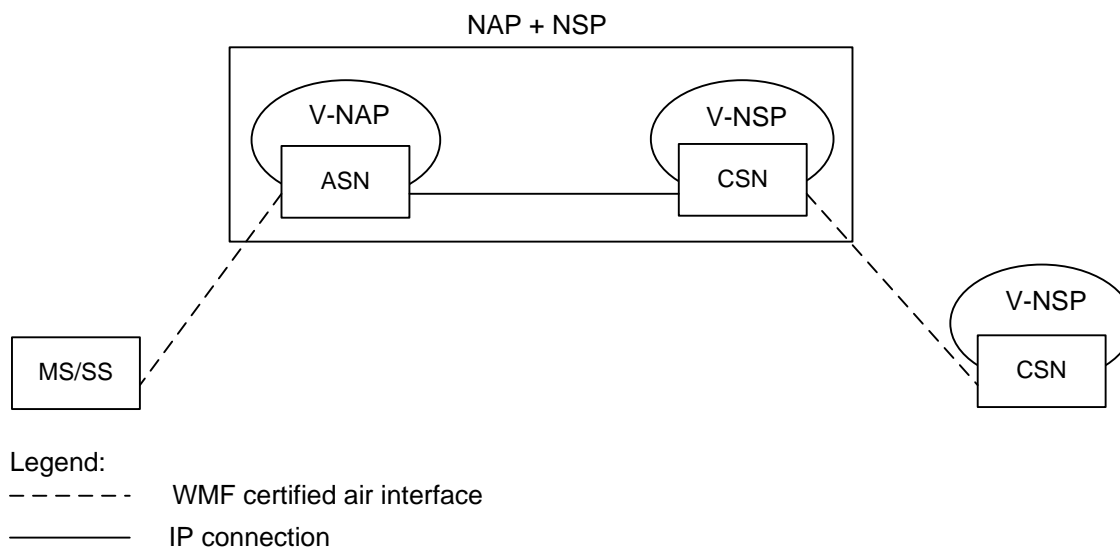 NAP + NSP
V-NAP
V-NSP
ASN
CSN
V-NSP
MS/SS
CSN
Legend:
WMF certified air interface
IP connection